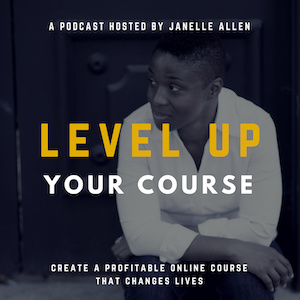 A PODCAST HOSTED BY JANELLE ALLEN
LEVEL UP
YOUR COURSE
CREATE A PROFITABLE ONLINE COURSE
THAT CHANGES LIVES